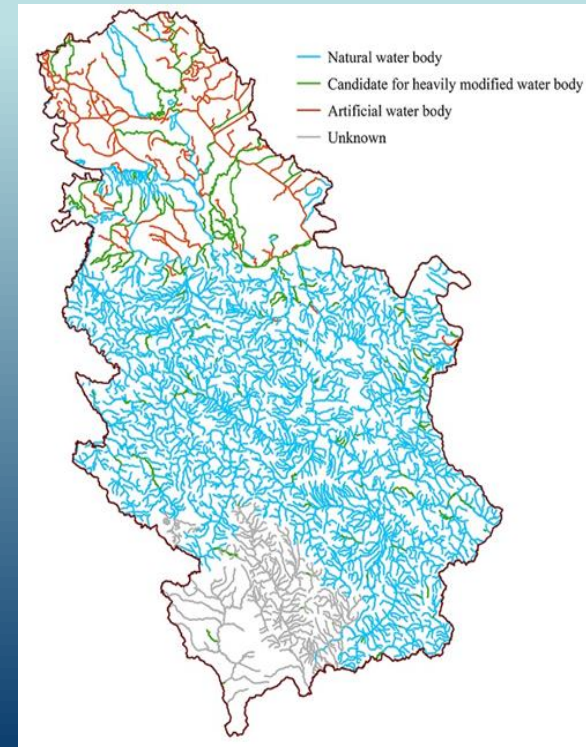 Natural water body
Candidate for heavily modified water body
Artificial water body
Unknown